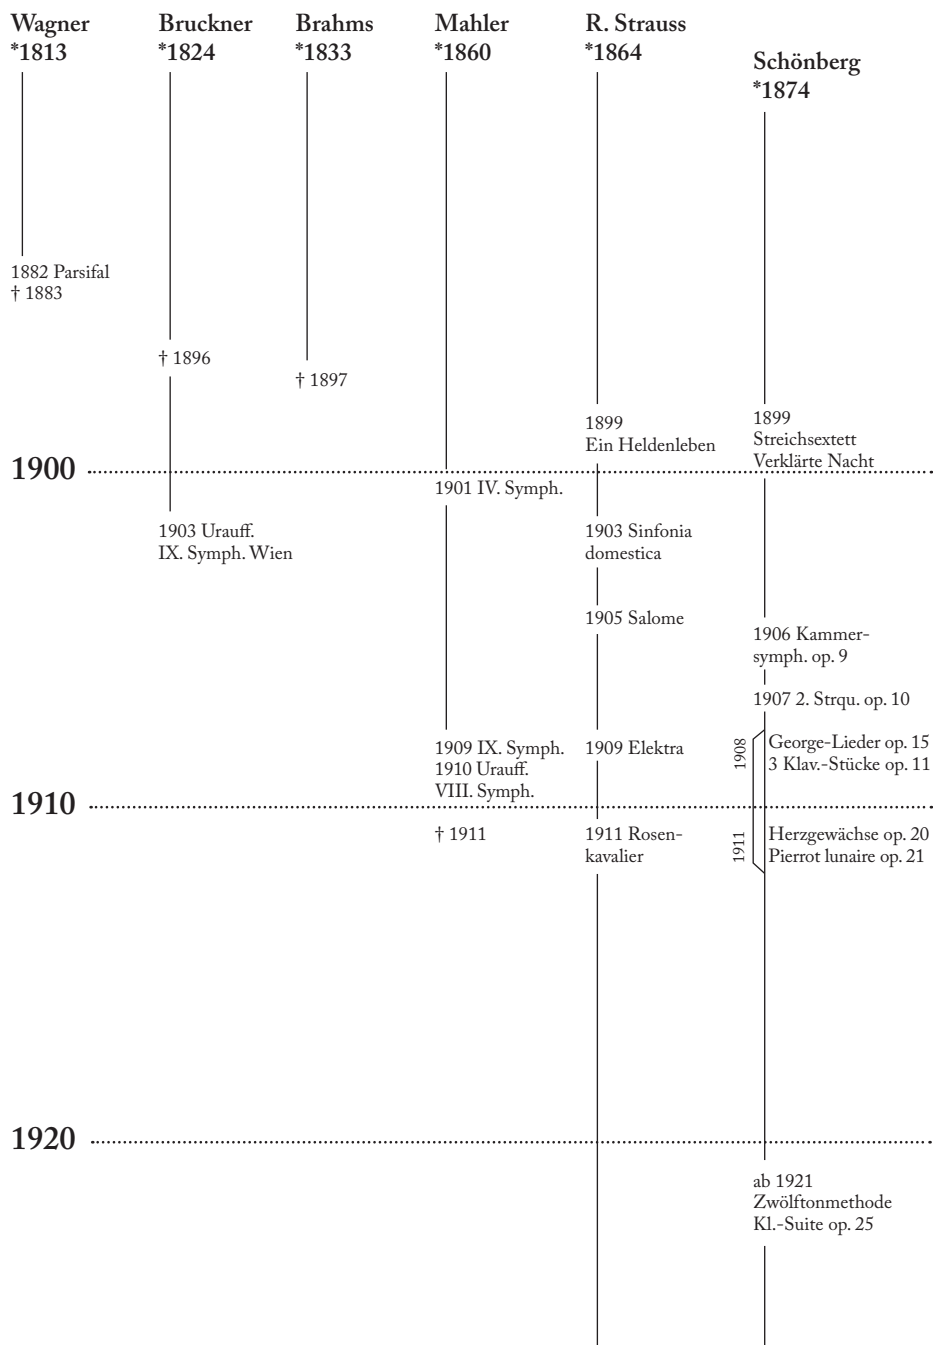 Wagner
*1813
Bruckner
*1824
Brahms
*1833
Mahler
*1860
R. Strauss
*1864
Schönberg
*1874
1882 Parsifal
† 1883
† 1896
† 1897
1899
Ein Heldenleben
1899
Streichsextett
Verklärte Nacht
1900
1901 IV. Symph.
1903 Urauff.
IX. Symph. Wien
1903 Sinfonia
domestica
1905 Salome
1906 Kammer-
symph. op. 9
1907 2. Strqu. op. 10
1909 IX. Symph.
1910 Urauff.
VIII. Symph.
1909 Elektra
1908
George-Lieder op. 15
3 Klav.-Stücke op. 11
1910
† 1911
1911 Rosen-
kavalier
1911
Herzgewächse op. 20
Pierrot lunaire op. 21
1920
ab 1921
Zwölftonmethode
Kl.-Suite op. 25